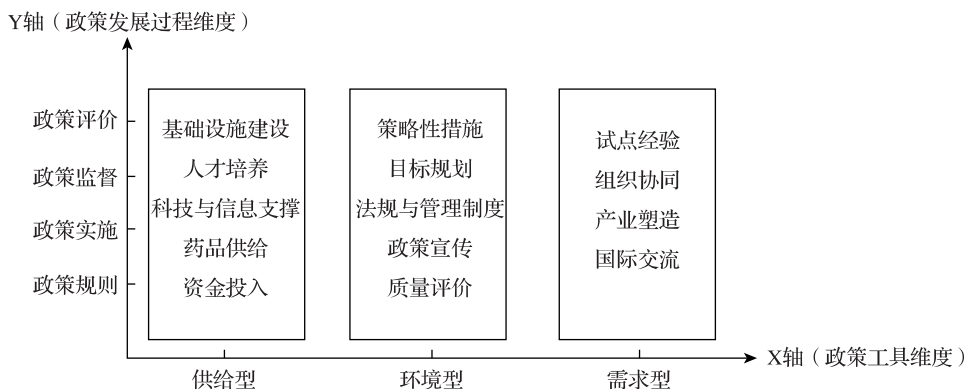 Y轴（政策发展过程维度）
政策评价
政策监督
政策实施
政策规则
基础设施建设
人才培养
科技与信息支撑
药品供给
资金投入
策略性措施
目标规划
法规与管理制度
政策宣传
质量评价
试点经验
组织协同
产业塑造
国际交流
供给型
环境型
需求型
X轴（政策工具维度）